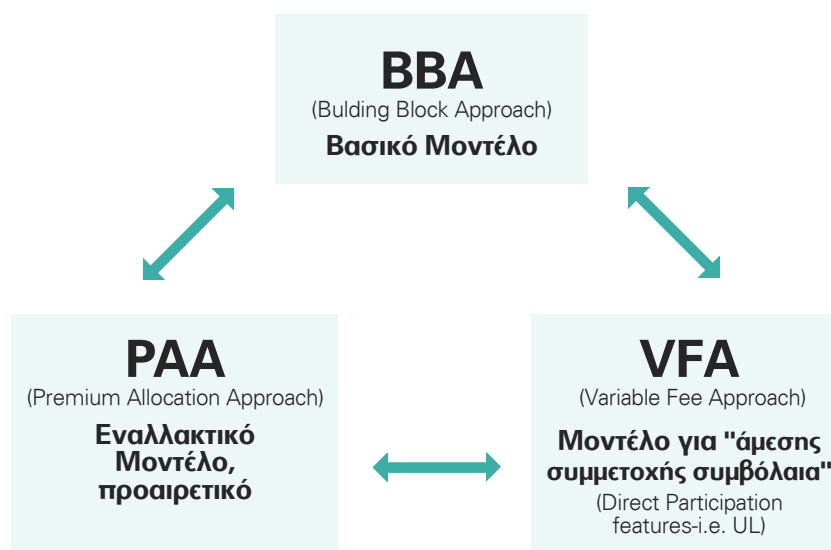 BBA
(Bulding Block Approach)
Βασικό Μοντέλο
PAA
(Premium Allocation Approach)
Εναλλακτικό
Μοντέλο,
προαιρετικό
VFA
(Variable Fee Approach)
Μοντέλο για "άμεσης
συμμετοχής συμβόλαια"
(Direct Participation
features-i.e. UL)